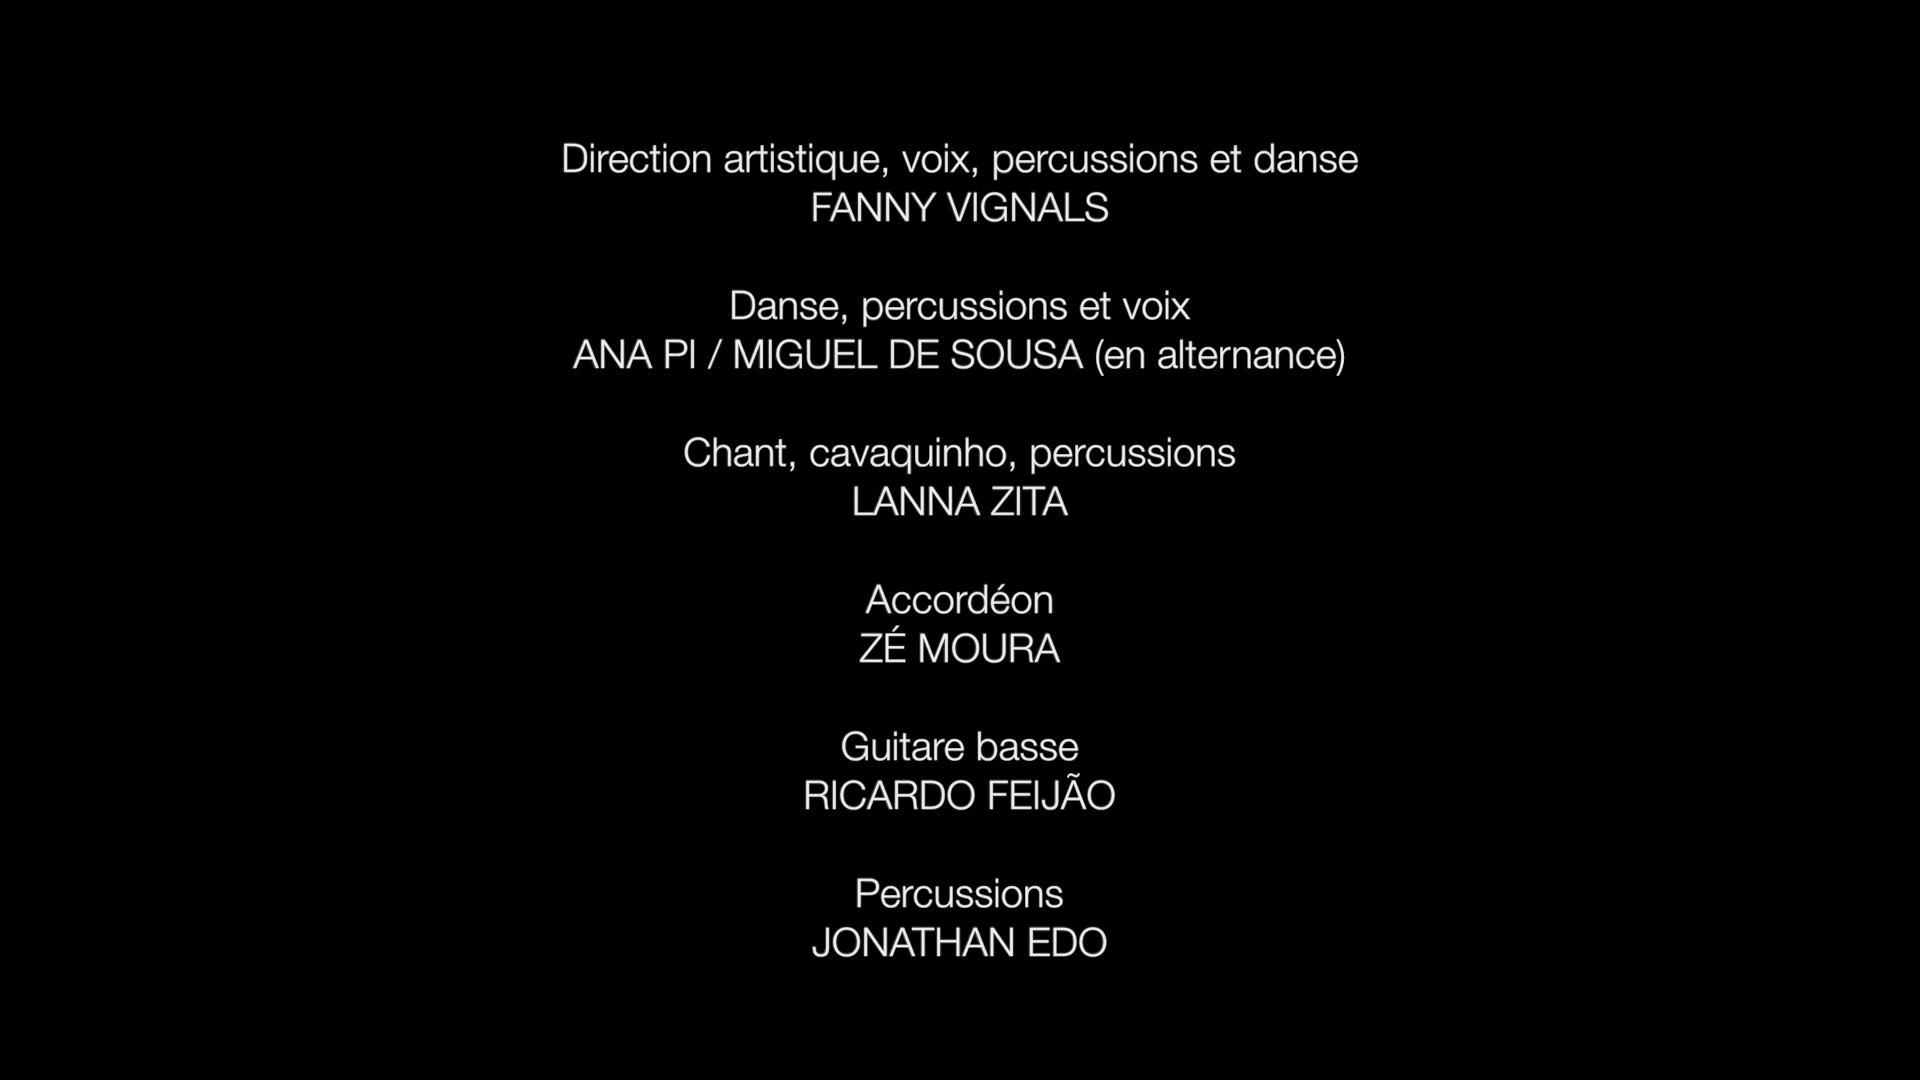 Direction artistique, voix, percussions et danse
FANNY VIGNALS
Danse, percussions et voix
ANA PI / MIGUEL DE SOUSA (en alternance)
Chant, cavaquinho, percussions
LANNA ZITA
Accordéon
ZÉ MOURA
Guitare basse
RICARDO FEIJÃO
Percussions
JONATHAN EDO